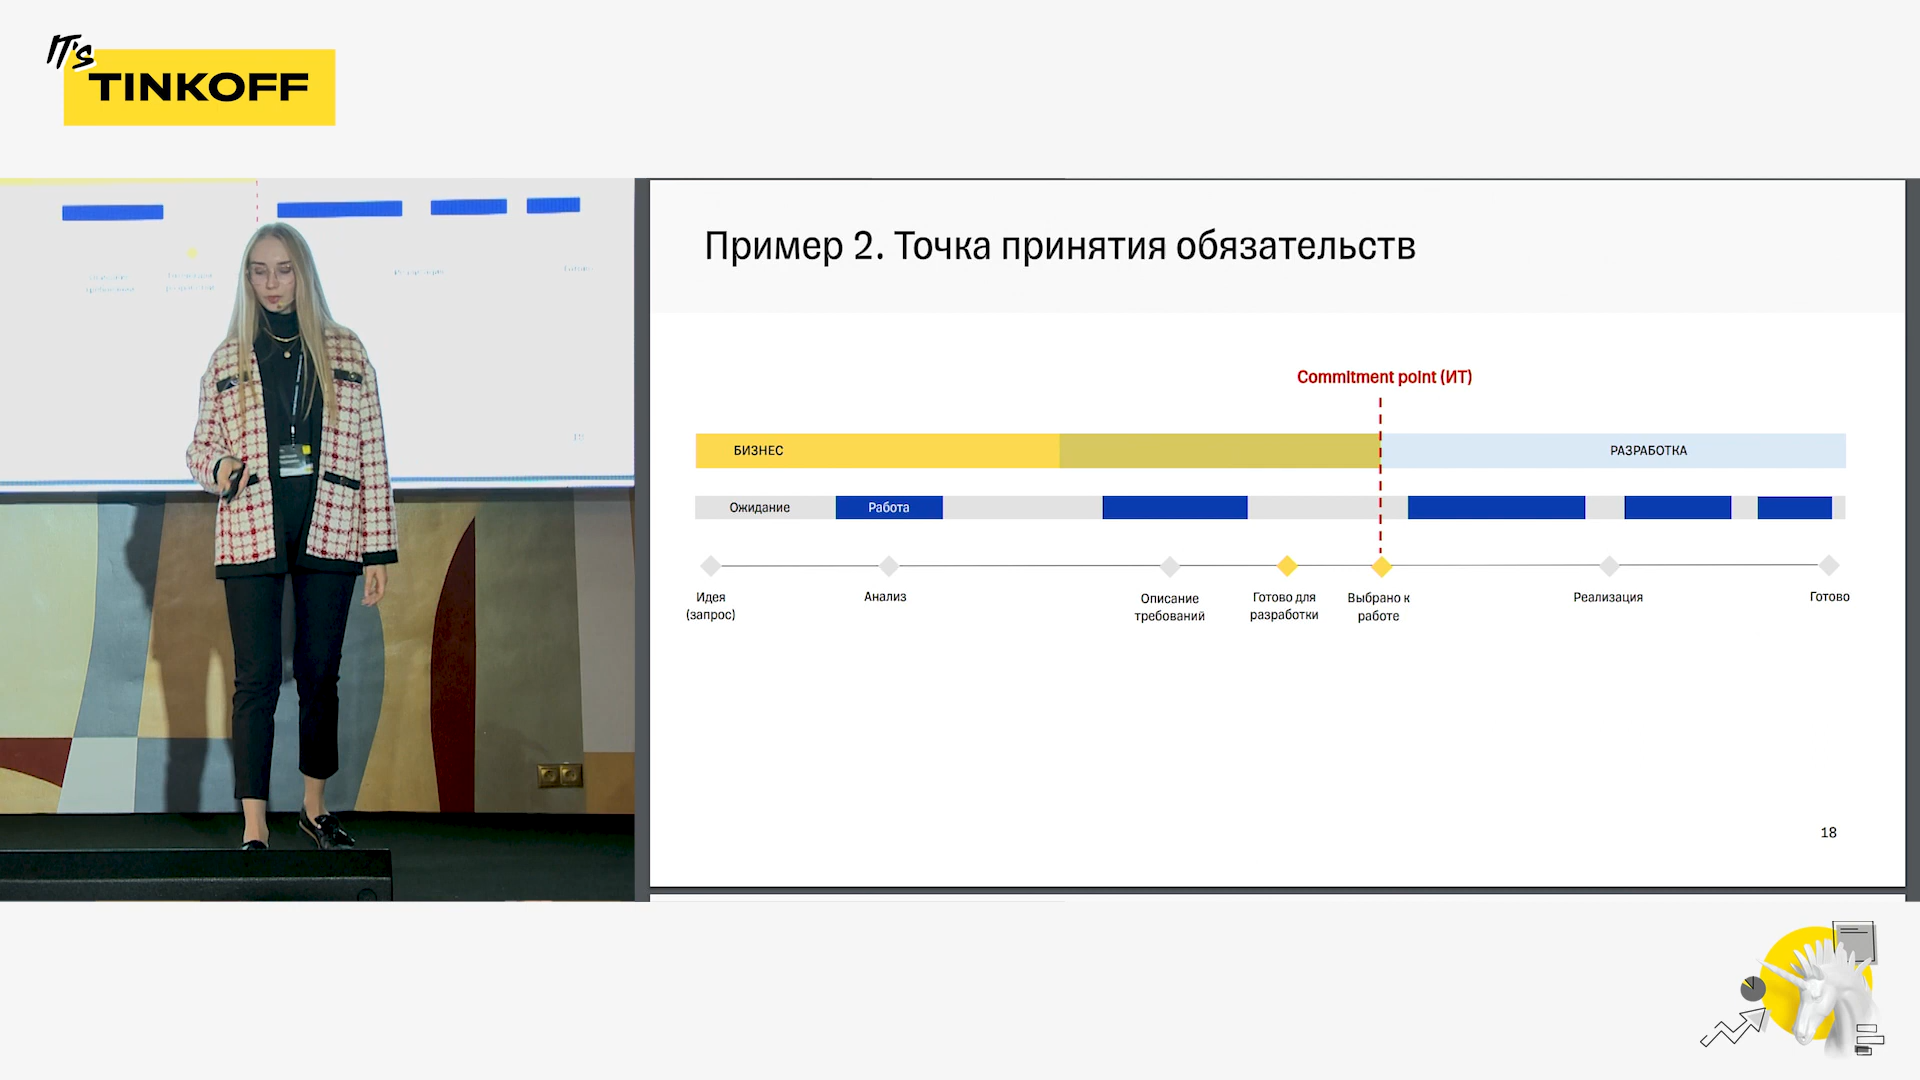 IT's
TINKOFF
Пример 2. Точка принятия обязательств
Commitment point (ИТ)
БИЗНЕС
РАЗРАБОТКА
Ожидание
Работа
Идея
(запрос)
Анализ
Описание
требований
Готово для
разработки
Выбрано к
работе
Реализация
Готово
18